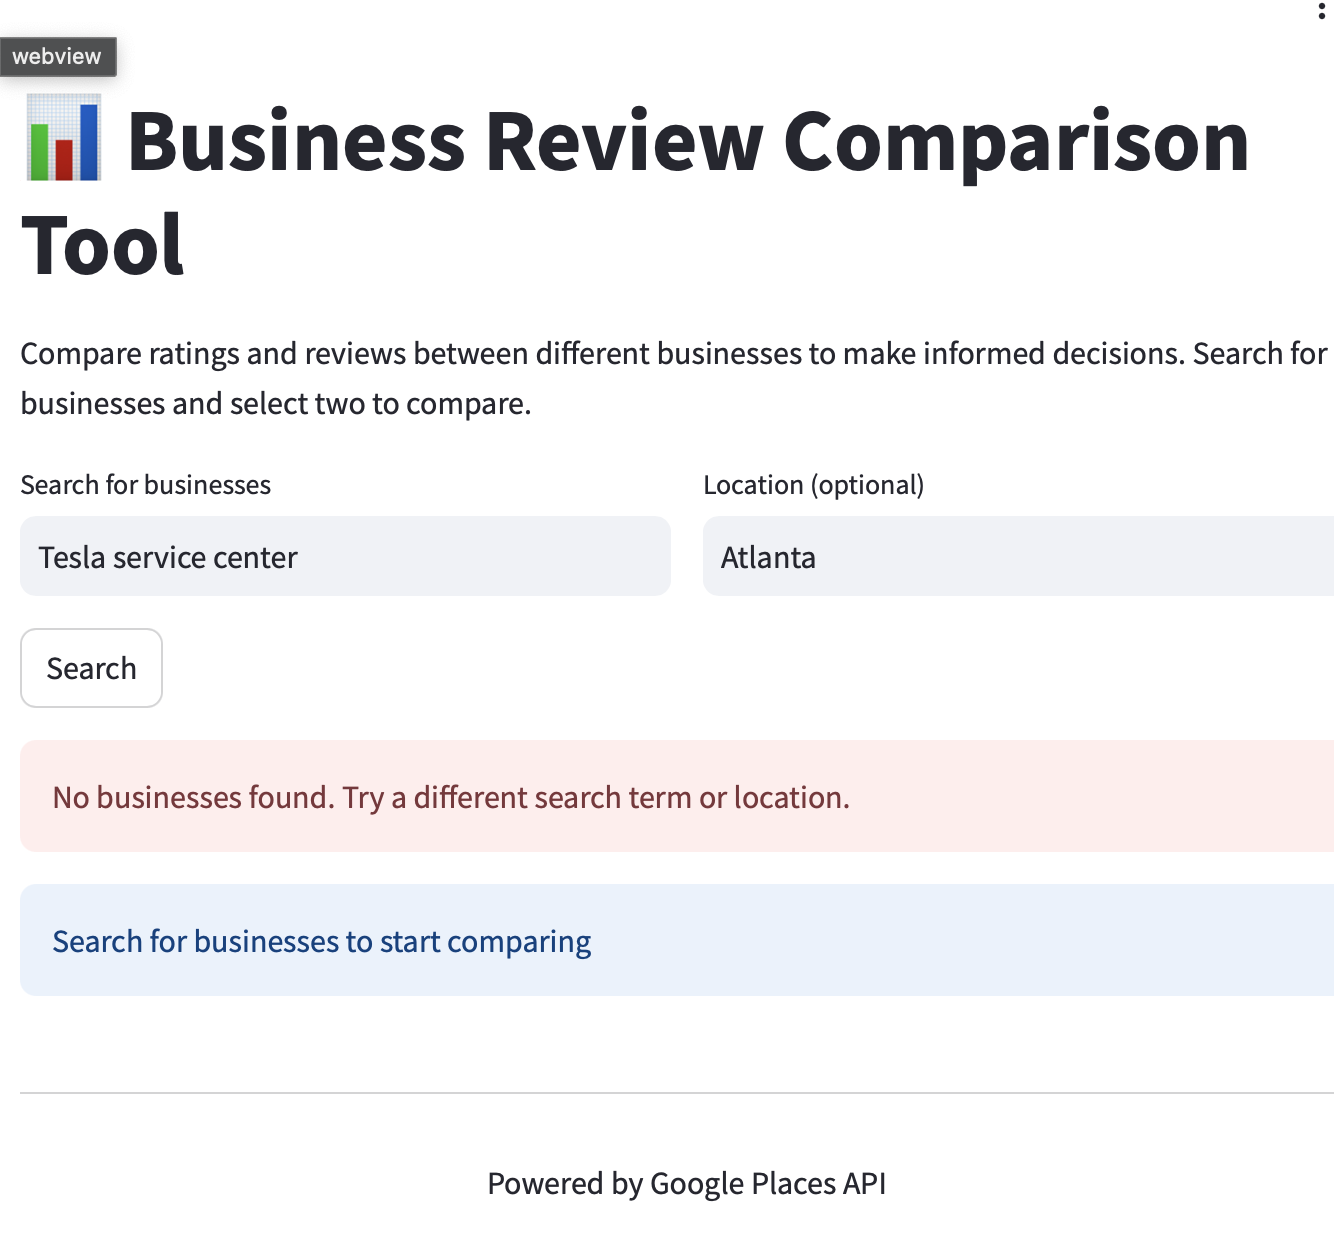 webview
Business Review Comparison
Tool
Compare ratings and reviews between different businesses to make informed decisions. Search for
businesses and select two to compare.
Search for businesses
Location (optional)
Tesla service center
Atlanta
Search
No businesses found. Try a different search term or location.
Search for businesses to start comparing
Powered by Google Places API